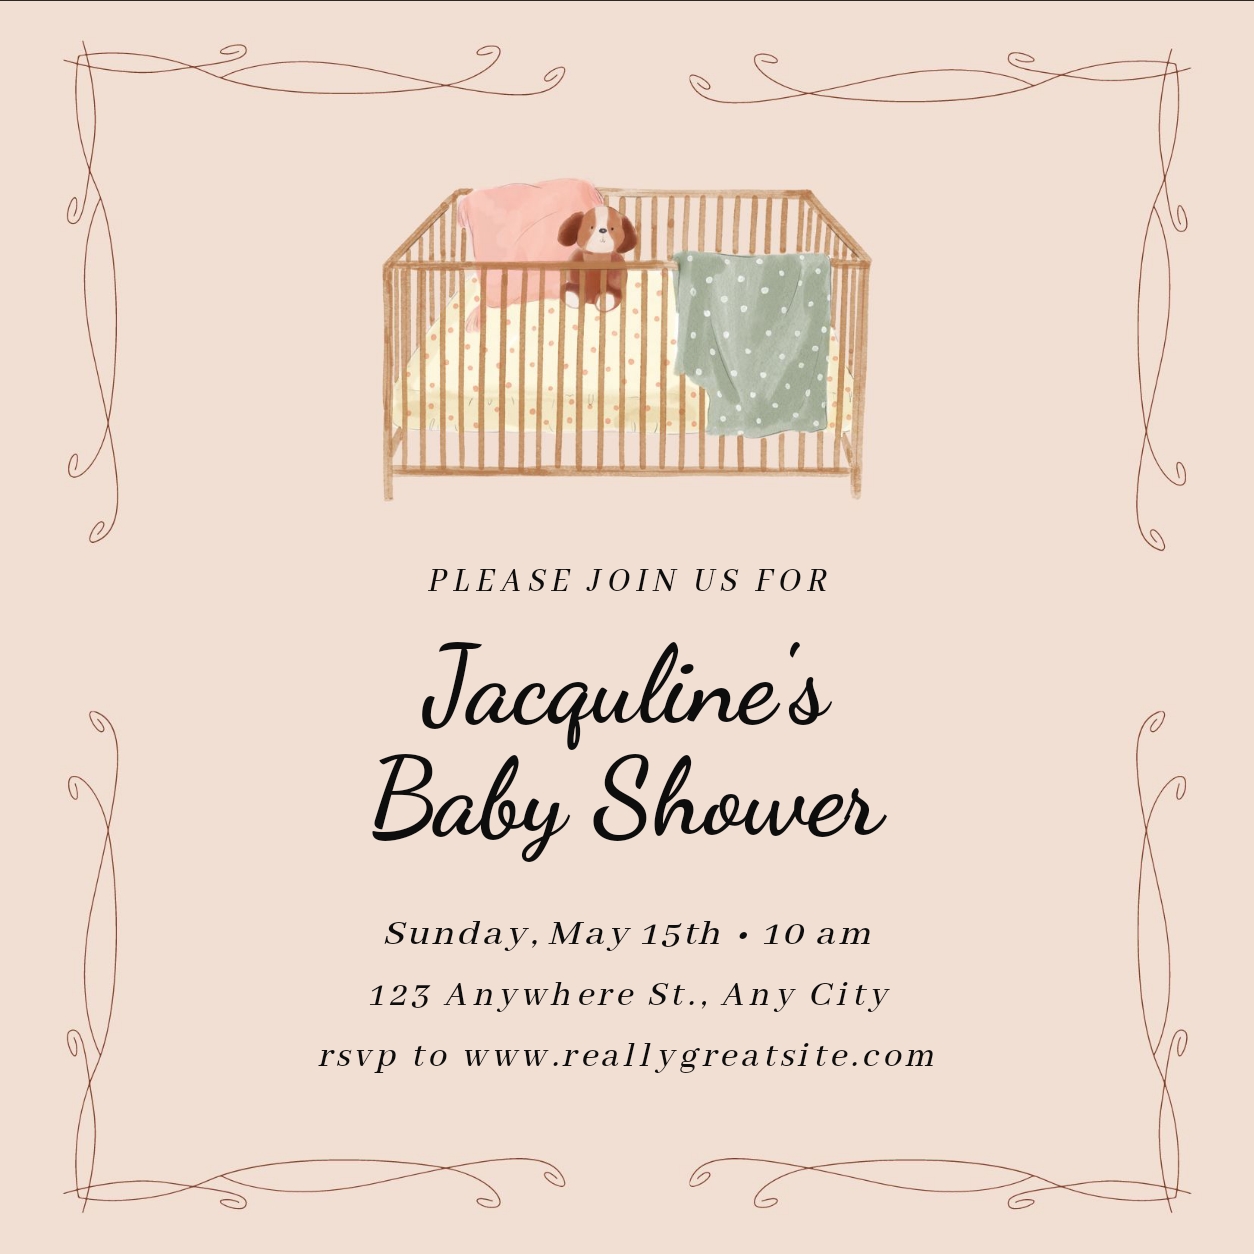 PLEASE JOIN US FOR
Jacquline's
Baby Shower
Sunday, May 15th • 10 am
123 Anywhere St., Any City
rsvp to www.reallygreatsite.com